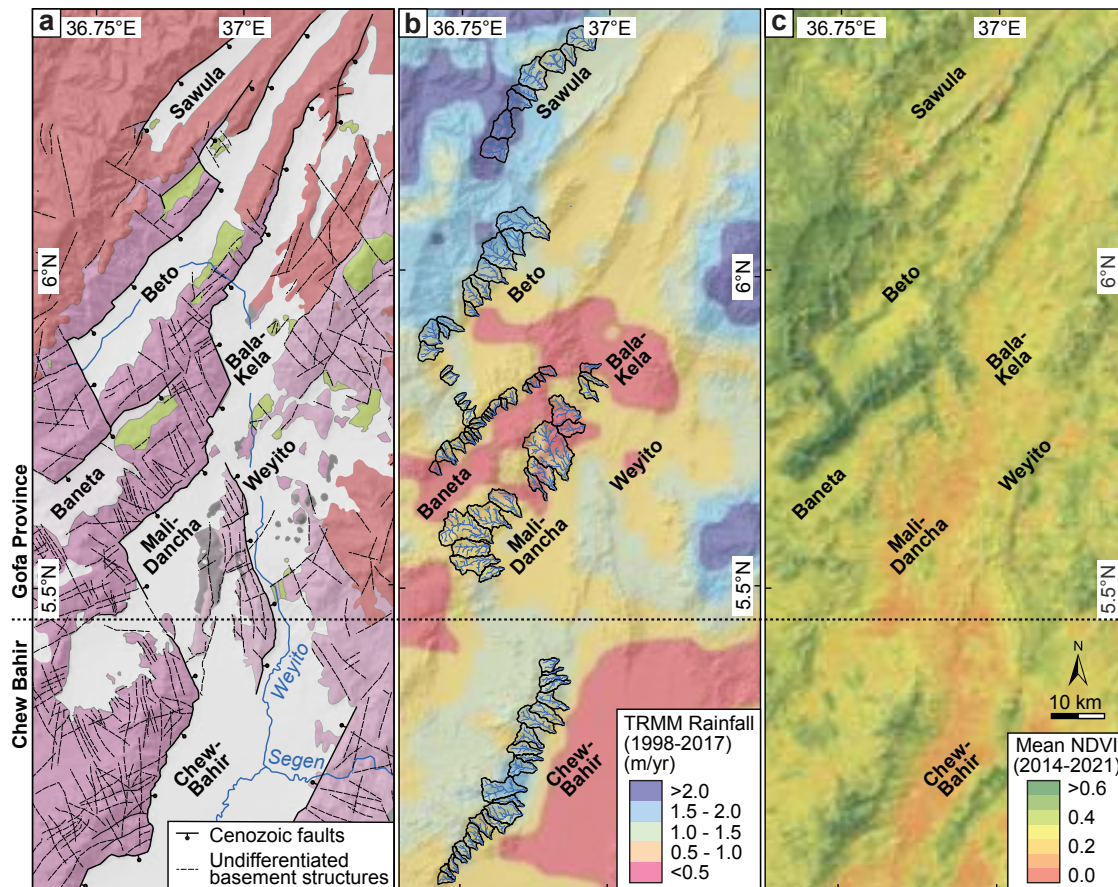 a
36.75°E
37°E
Sawula
6°N
Beto
Bala-
Kela
Weyito
Baneta
Mali-
Dancha
Gofa Province
5.5°N
Chew Bahir
Weyito
Segen
Chew-
Bahir
Cenozoic faults
Undifferentiated
basement structures
b
36.75°E
37°E
Sawula
6°N
Beto
Bala-
Kela
Weyito
Baneta
Mali-
Dancha
5.5°N
Chew-
Bahir
TRMM Rainfall
(1998-2017)
(m/yr)
>2.0
1.5 - 2.0
1.0 - 1.5
0.5 - 1.0
<0.5
c
36.75°E
37°E
Sawula
6°N
Beto
Bala-
Kela
Weyito
Baneta
Mali-
Dancha
5.5°N
N
10 km
Chew-
Bahir
Mean NDVI
(2014-2021)
>0.6
0.4
0.2
0.0